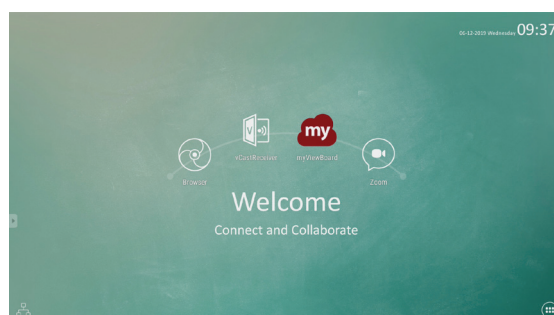 06-12-2019 Wednesday 09:37
V
my
vCastReceiver
myViewBoard
Browser
Zoom
Welcome
Connect and Collaborate